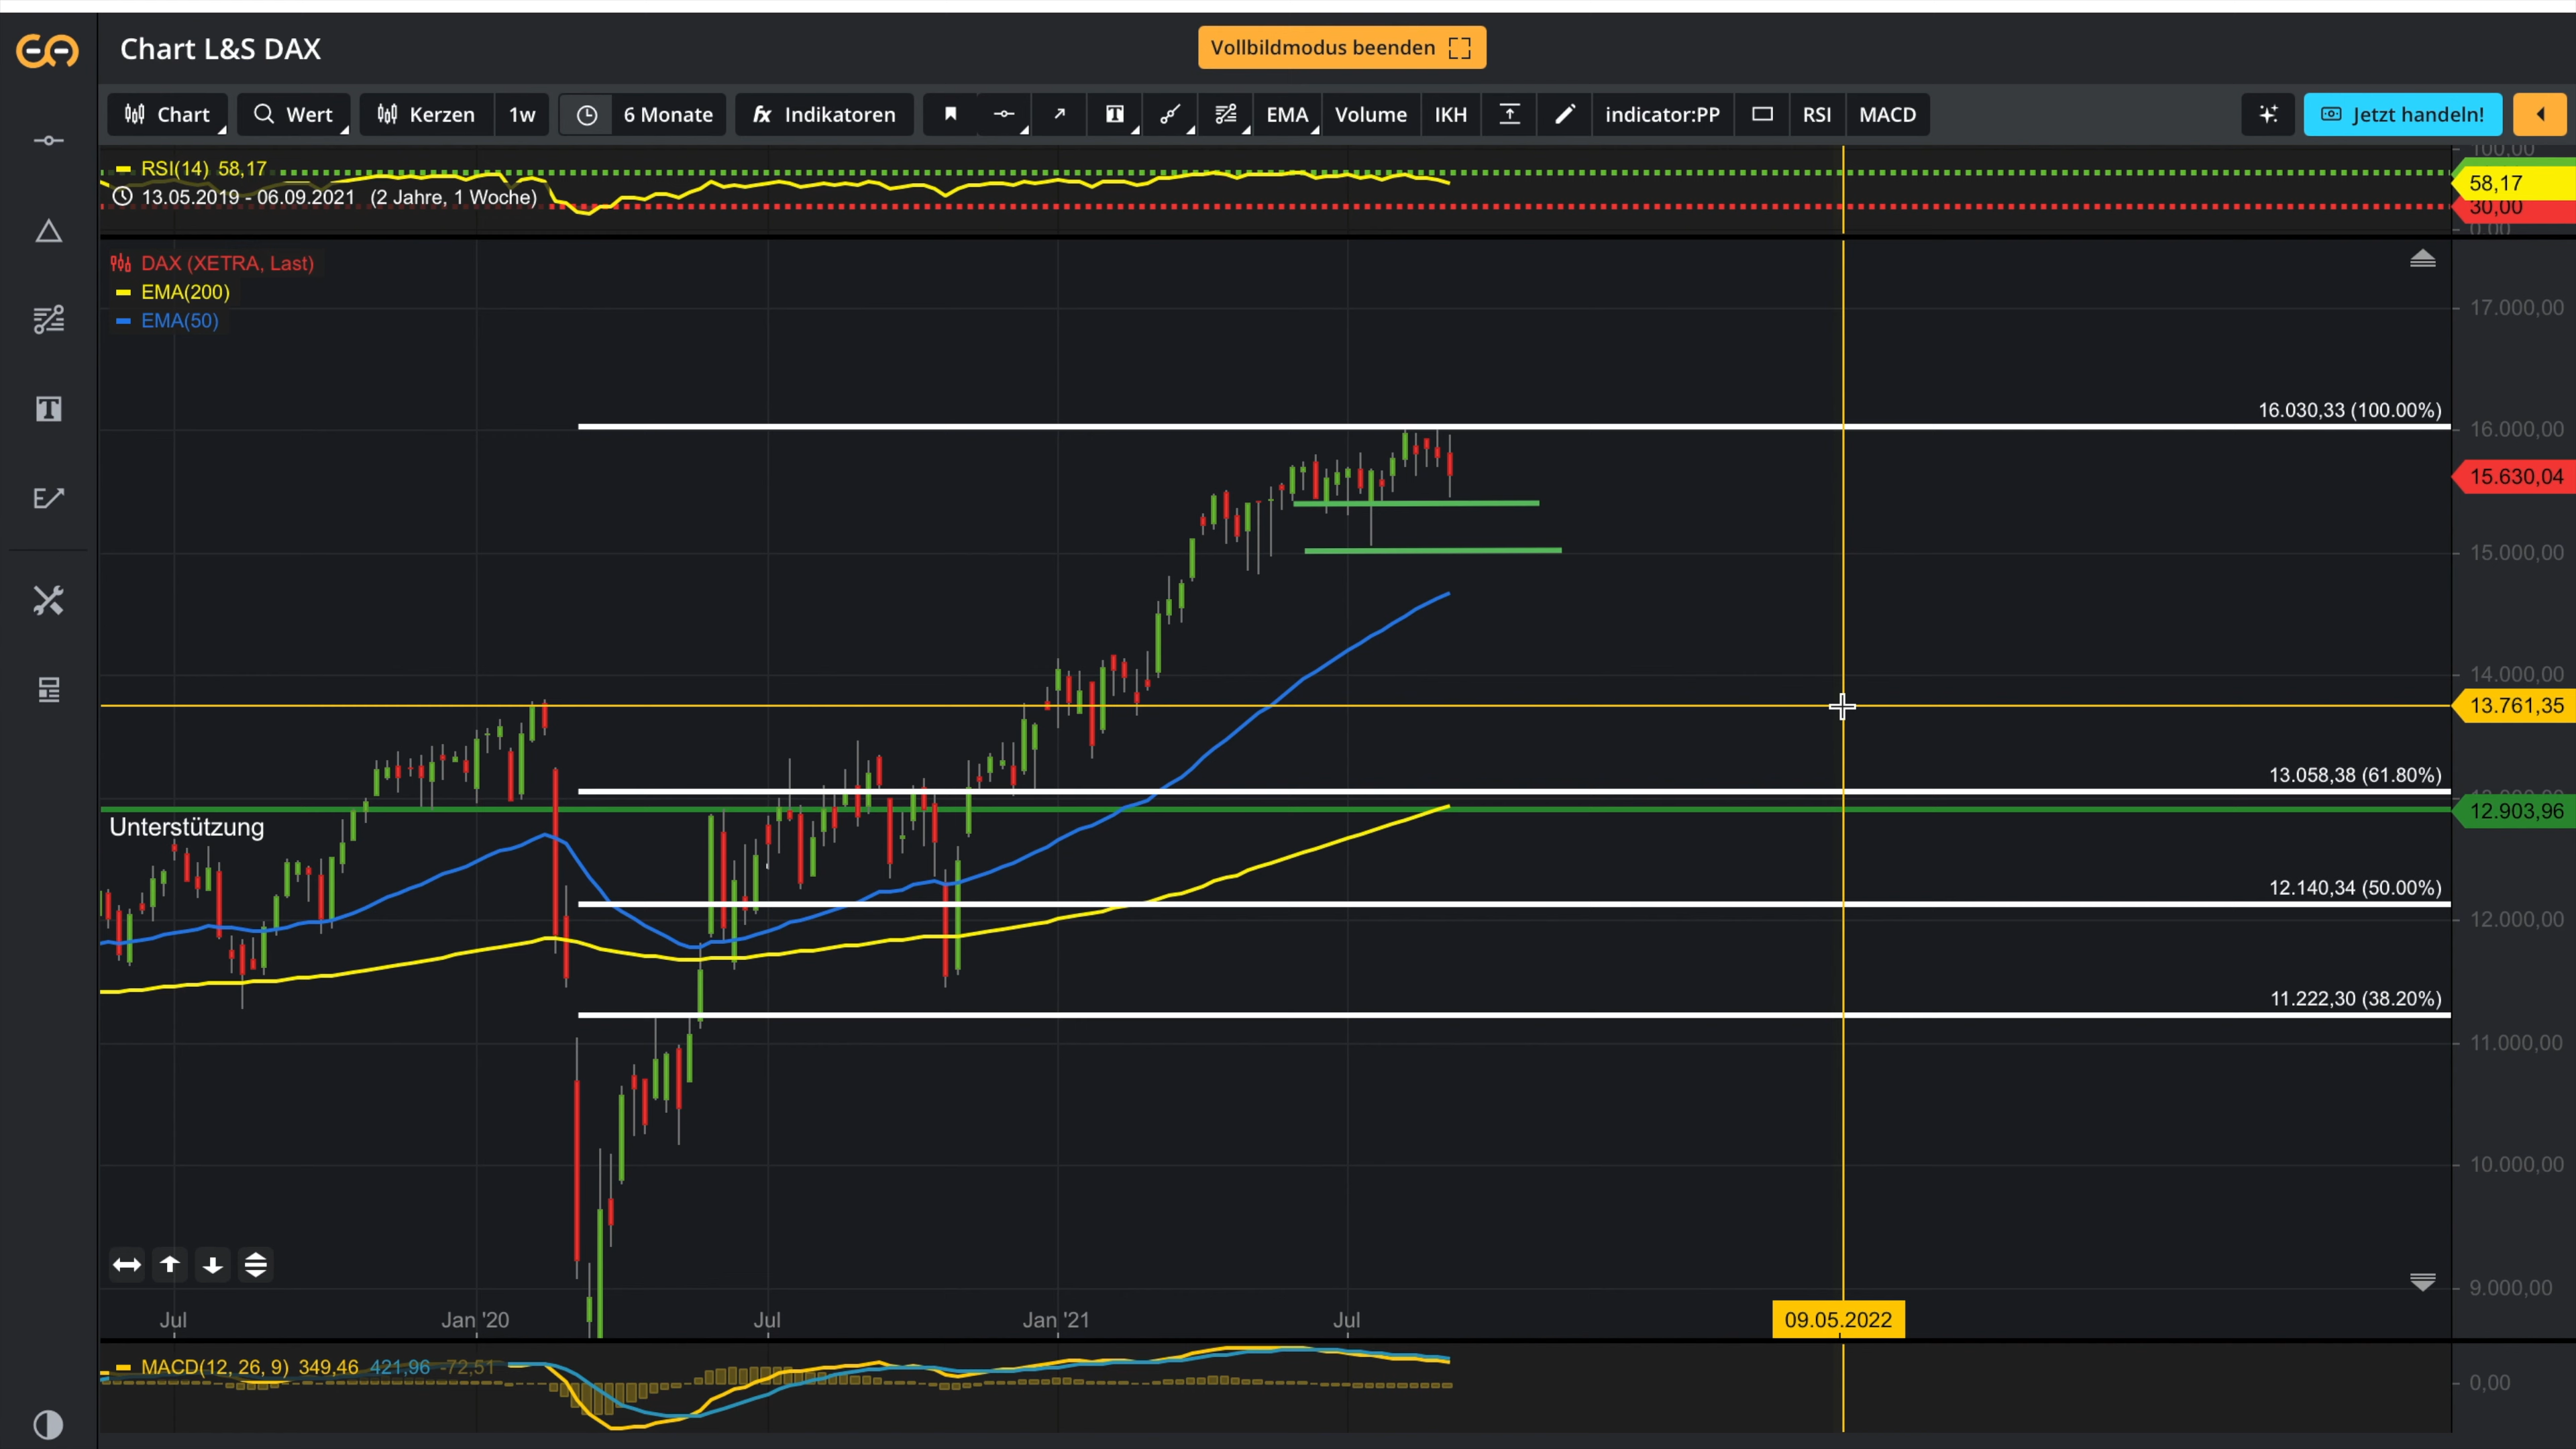 Chart L&S DAX
Vollbildmodus beenden
Chart Wert Kerzen 1w 6 Monate fx Indikatoren EMA Volume IKH indicator:PP RSI MACD Jetzt handeln!
RSI(14) 58,17
13.05.2019 - 06.09.2021 (2 Jahre, 1 Woche)
100,00
58,17
30,00
0,00
DAX (XETRA, Last)
EMA(200)
EMA(50)
17.000,00
16.030,33 (100.00%)
16.000,00
15.630,04
15.000,00
14.000,00
13.761,35
13.058,38 (61.80%)
12.903,96
Unterstützung
12.140,34 (50.00%)
12.000,00
11.222,30 (38.20%)
11.000,00
10.000,00
9.000,00
Jul Jan '20 Jul Jan '21 Jul 09.05.2022
MACD(12, 26, 9) 349,46 421,96 -72,51
0,00